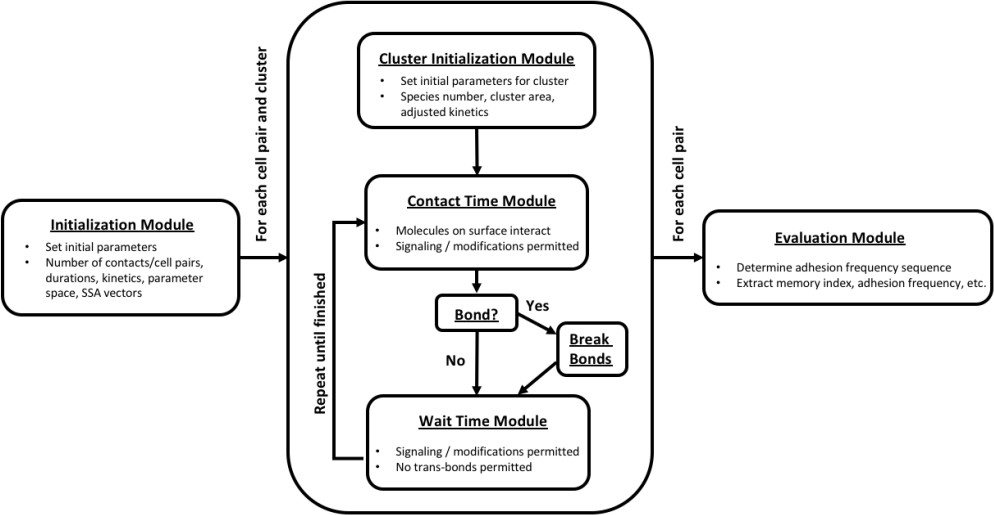 Initialization Module
• Set initial parameters
• Number of contacts/cell pairs,
durations, kinetics, parameter
space, SSA vectors
For each cell pair and cluster
Cluster Initialization Module
• Set initial parameters for cluster
• Species number, cluster area,
adjusted kinetics
Contact Time Module
• Molecules on surface interact
• Signaling / modifications permitted
Bond?
Yes
No
Break
Bonds
Wait Time Module
• Signaling / modifications permitted
• No trans-bonds permitted
Repeat until finished
For each cell pair
Evaluation Module
• Determine adhesion frequency sequence
• Extract memory index, adhesion frequency, etc.